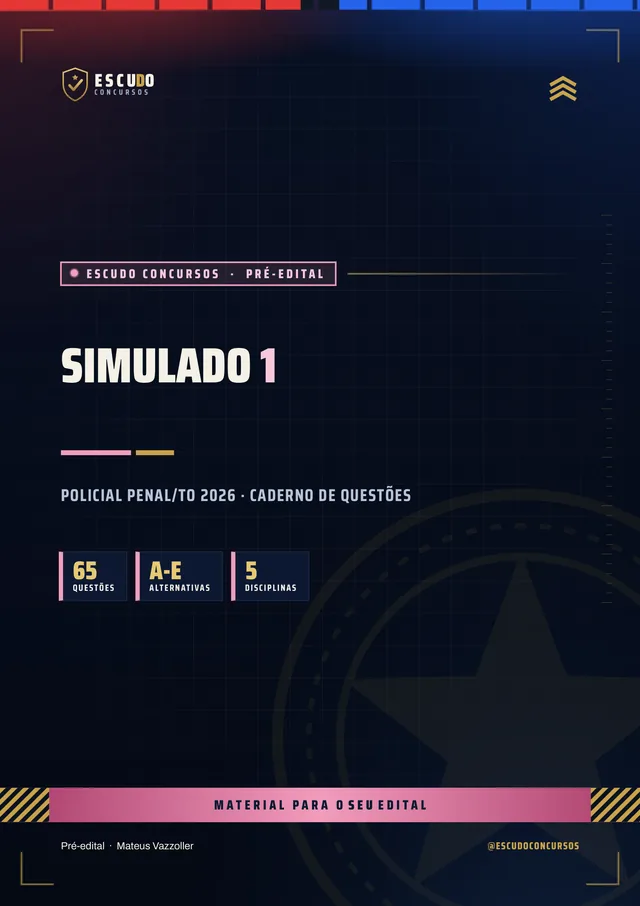 ESCUDO
CONCURSOS
ESCUDO CONCURSOS · PRÉ-EDITAL
SIMULADO 1
POLICIAL PENAL/TO 2026 · CADERNO DE QUESTÕES
65
QUESTÕES
A-E
ALTERNATIVAS
5
DISCIPLINAS
MATERIAL PARA O SEU EDITAL
Pré-edital · Mateus Vazzoller
@ESCUDOCONCURSOS